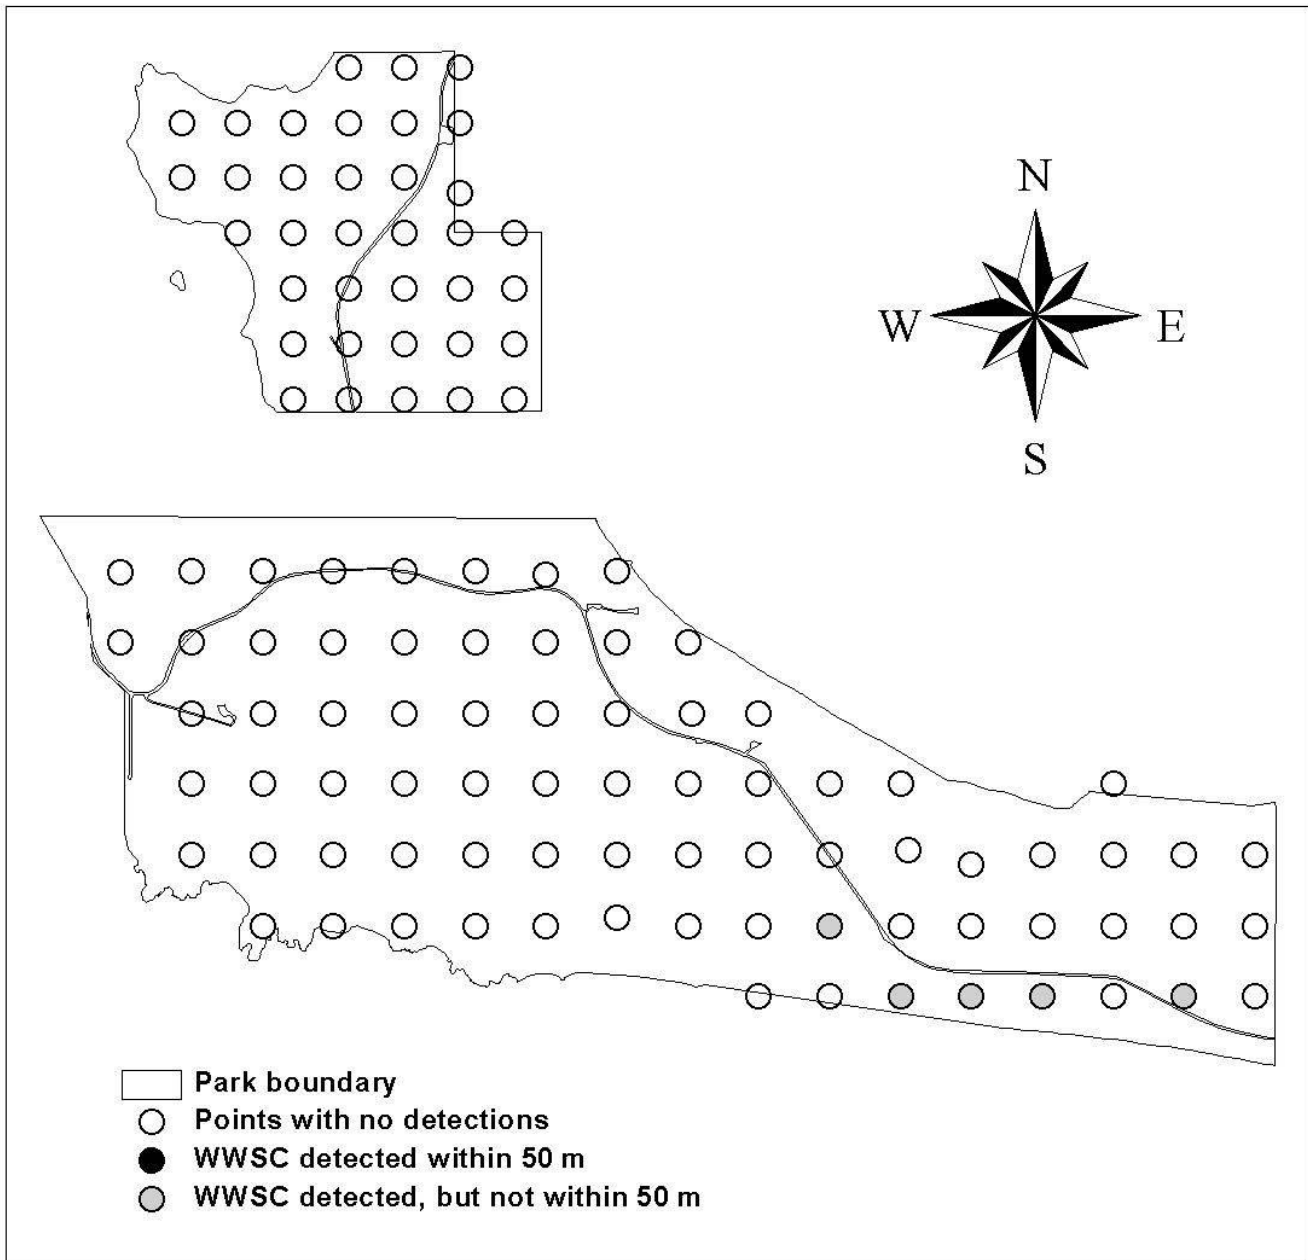 N
W E
S
Park boundary
Points with no detections
WWSC detected within 50 m
WWSC detected, but not within 50 m